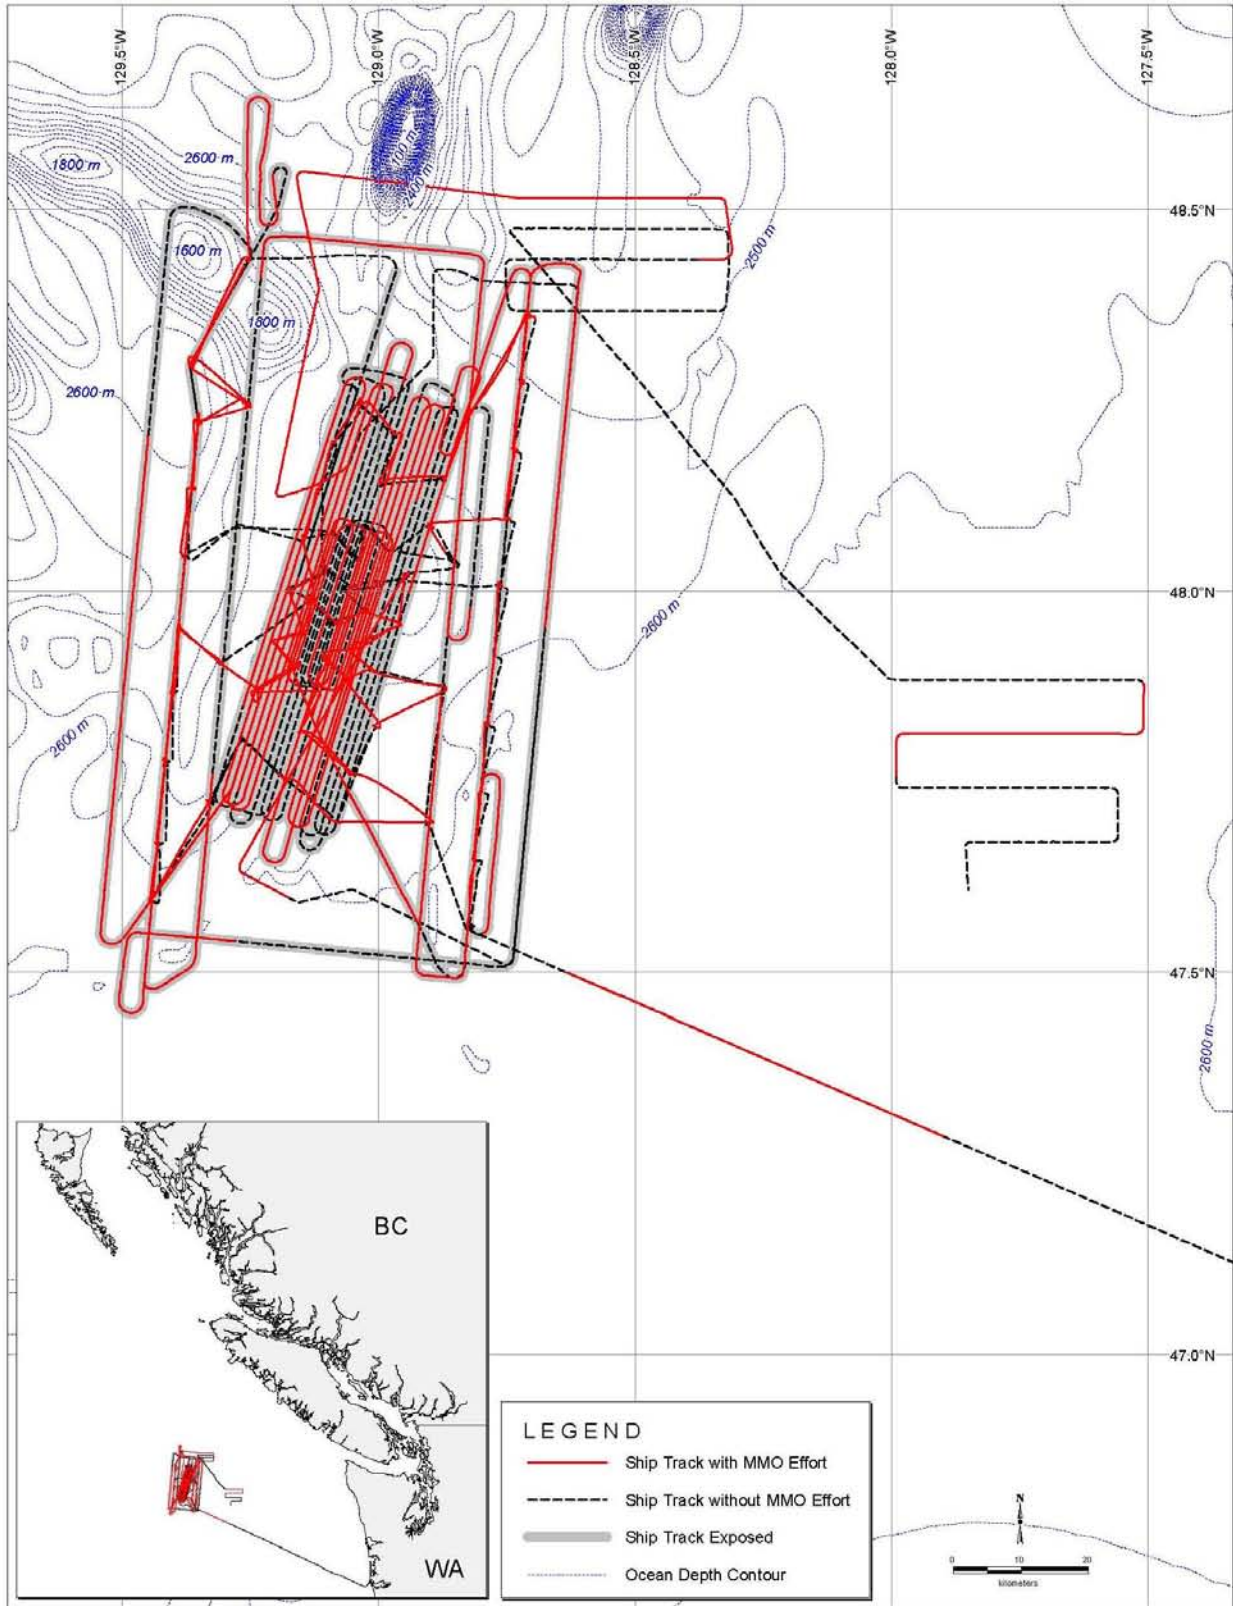 129.5°W
129.0°W
128.5°W
128.0°W
127.5°W
1800 m
2600 m
2400 m
48.5°N
1600 m
2500 m
1800 m
2600 m
48.0°N
2600 m
2600 m
47.5°N
2600 m
BC
47.0°N
LEGEND
Ship Track with MMO Effort
Ship Track without MMO Effort
Ship Track Exposed
Ocean Depth Contour
WA
N
0 10 20
kilometers